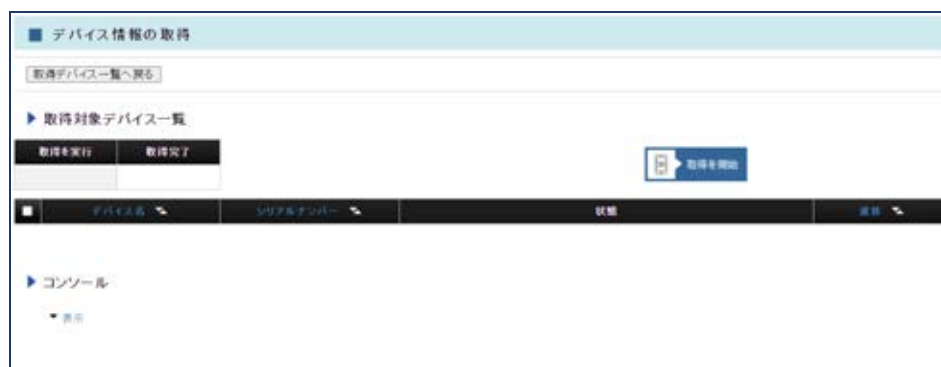 デバイス情報の取得
取得デバイス一覧へ戻る
取得対象デバイス一覧
取得を実行 取得完了
取得を開始
デバイス名 シリアルナンバー 状態 進捗
コンソール
表示